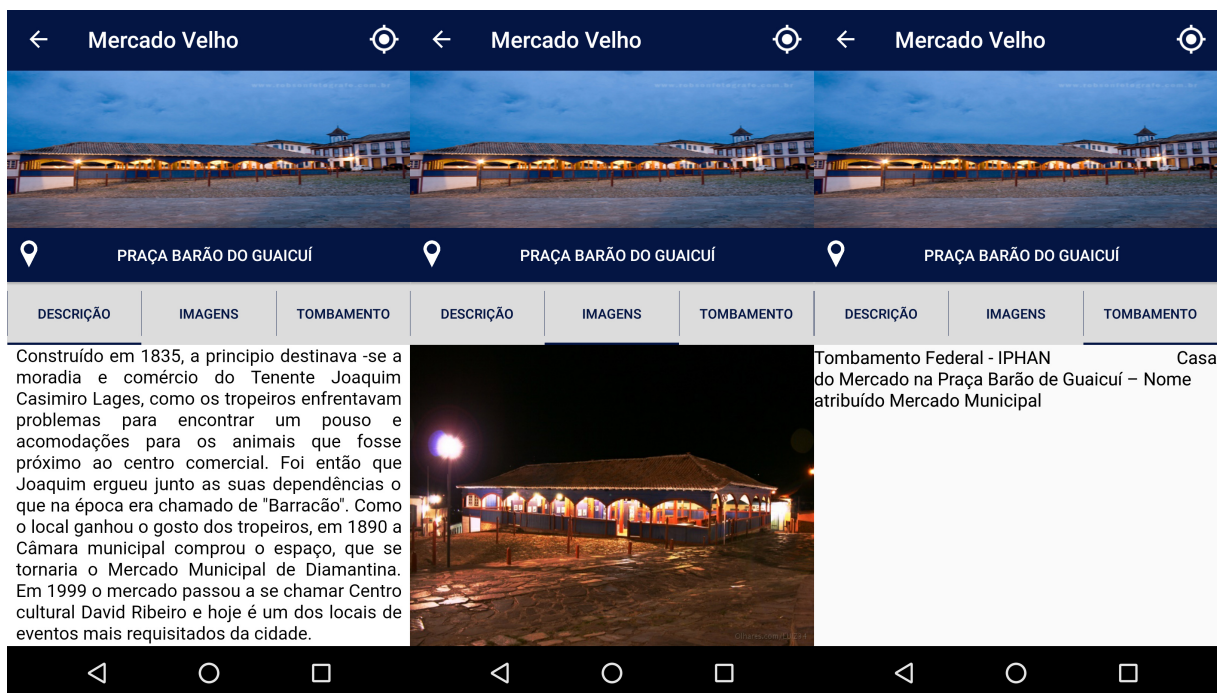 Mercado Velho
PRAÇA BARÃO DO GUAICUÍ
DESCRIÇÃO IMAGENS TOMBAMENTO
Construído em 1835, a principio destinava -se a
moradia e comércio do Tenente Joaquim
Casimiro Lages, como os tropeiros enfrentavam
problemas para encontrar um pouso e
acomodações para os animais que fosse
próximo ao centro comercial. Foi então que
Joaquim ergueu junto as suas dependências o
que na época era chamado de "Barracão". Como
o local ganhou o gosto dos tropeiros, em 1890 a
Câmara municipal comprou o espaço, que se
tornaria o Mercado Municipal de Diamantina.
Em 1999 o mercado passou a se chamar Centro
cultural David Ribeiro e hoje é um dos locais de
eventos mais requisitados da cidade.
Mercado Velho
PRAÇA BARÃO DO GUAICUÍ
DESCRIÇÃO IMAGENS TOMBAMENTO
Mercado Velho
PRAÇA BARÃO DO GUAICUÍ
DESCRIÇÃO IMAGENS TOMBAMENTO
Tombamento Federal - IPHAN Casa
do Mercado na Praça Barão de Guaicuí – Nome
atribuído Mercado Municipal